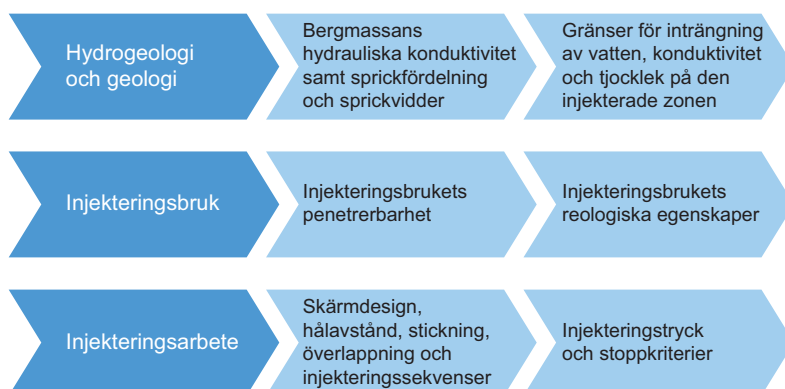 Hydrogeologi
och geologi
Bergmassans
hydrauliska konduktivitet
samt sprickfördelning
och sprickvidder
Gränser för inträngning
av vatten, konduktivitet
och tjocklek på den
injekterade zonen
Injekteringsbruk
Injekteringsbrukets
penetrerbarhet
Injekteringsbrukets
reologiska egenskaper
Injekteringsarbete
Skärmdesign,
hålavstånd, stickning,
överlappning och
injekteringssekvenser
Injekteringstryck
och stoppkriterier